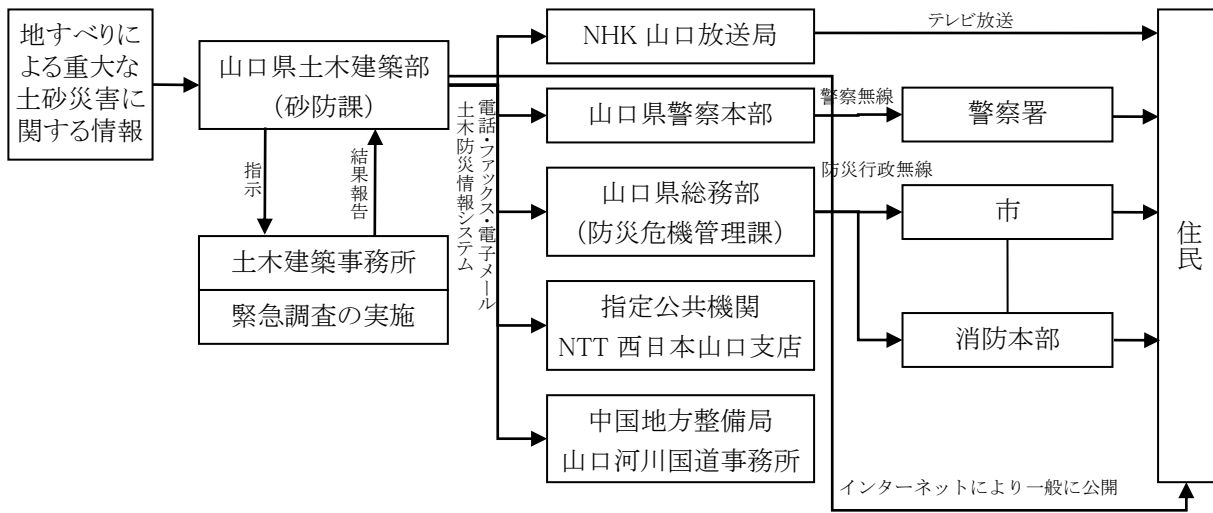 地すべりに
よる重大な
土砂災害に
関する情報
山口県土木建築部
(砂防課)
指示
結果報告
土木建築事務所
緊急調査の実施
電話・ファックス・電子メール
土木防災情報システム
NHK 山口放送局
テレビ放送
山口県警察本部
警察無線
警察署
山口県総務部
(防災危機管理課)
防災行政無線
市
消防本部
指定公共機関
NTT 西日本山口支店
中国地方整備局
山口河川国道事務所
インターネットにより一般に公開
住民